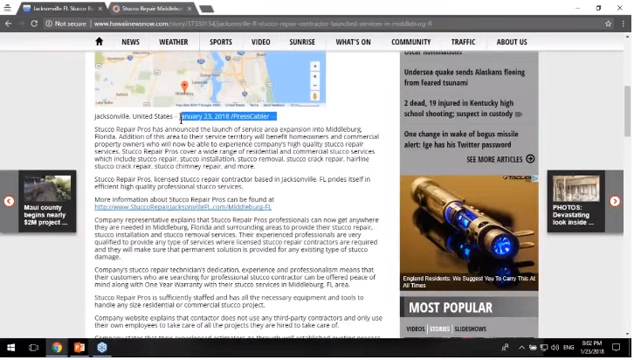 Jacksonville Fl Stucco Re
Stucco Repair Middlebur
Not secure | www.hawaiinewsnow.com/story/37330154/jacksonville-fl-stucco-repair-contractor-launched-services-in-middleburg-fl
NEWS WEATHER SPORTS VIDEO SUNRISE WHAT'S ON COMMUNITY TRAFFIC ABOUT US
Jacksonville, United States - January 23, 2018 /PressCable/ --
Stucco Repair Pros has announced the launch of service area expansion into Middleburg,
Florida. Addition of this area to their service territory will benefit homeowners and commercial
property owners who will now be able to experience company's high quality stucco repair
services. Stucco Repair Pros cover a wide range of residential and commercial stucco services
which include stucco repair, stucco installation, stucco removal, stucco crack repair, hairline
stucco crack repair, stucco chimney repair, and more.
Stucco Repair Pros, licensed stucco repair contractor based in Jacksonville, FL prides itself in
efficient high quality professional stucco services.
More information about Stucco Repair Pros can be found at
http://www.StuccoRepairJacksonvilleFL.com/Middleburg-FL
Company representative explains that Stucco Repair Pros professionals can now get anywhere
they are needed in Middleburg, Florida and surrounding areas to provide their stucco repair,
stucco installation and stucco removal services. Their experienced professionals are very
qualified to provide any type of services where licensed stucco repair contractors are required
and they will make sure that permanent solution is provided for any existing type of stucco
damage.
Company's stucco repair technician's dedication, experience and professionalism means that
their customers who are searching for professional stucco contractor can be offered peace of
mind along with One Year Warranty with their stucco services in Middleburg, FL area.
Stucco Repair Pros is sufficiently staffed and has all the necessary equipment and tools to
handle any size residential or commercial stucco project.
Company website explains that contactor does not use any third-party contractors and only use
their own employees to take care of all the projects they are hired to take care of.
Undersea quake sends Alaskans fleeing
from feared tsunami
2 dead, 19 injured in Kentucky high
school shooting; suspect in custody
One change in wake of bogus missile
alert: Ige has his Twitter password
SEE MORE ARTICLES
England Residents: We Suggest You To Carry This At
All Times
MOST POPULAR
VIDEOS STORIES SLIDESHOWS
Maui county
begins nearly
$2M project ...
PHOTOS:
Devastating
look inside ...
ENG
8:02 PM
1/23/2018